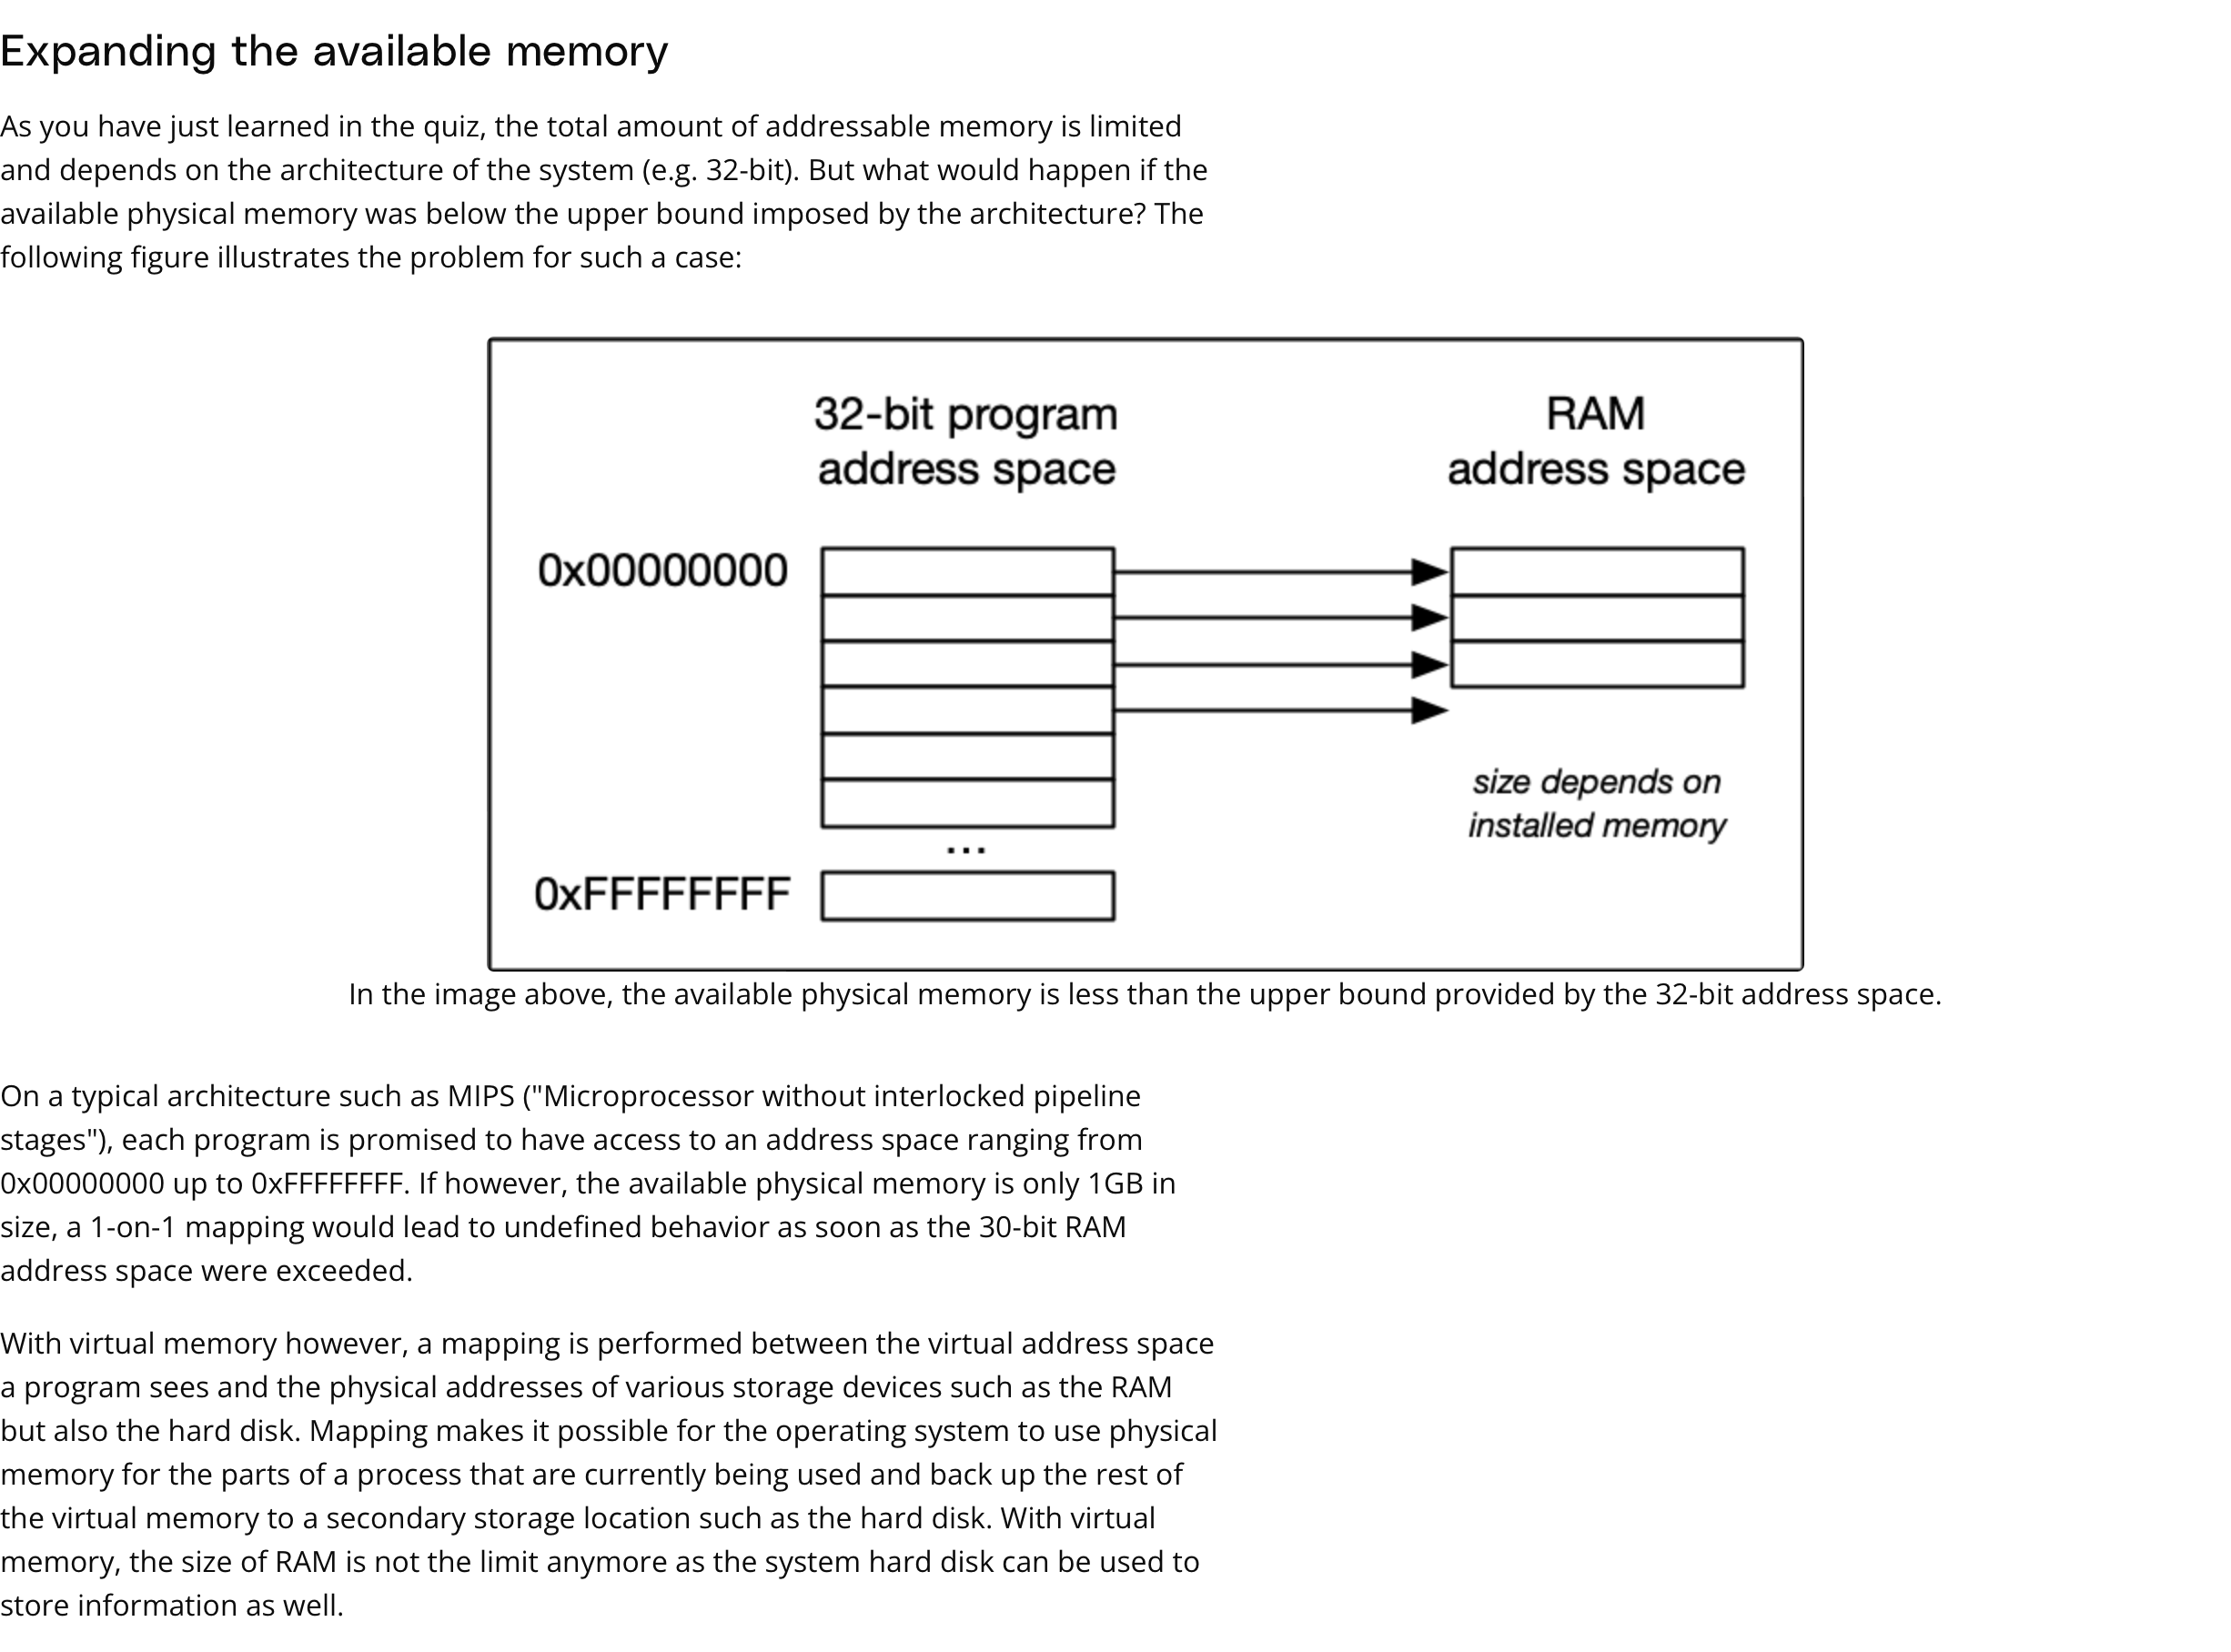 Expanding the available memory
As you have just learned in the quiz, the total amount of addressable memory is limited
and depends on the architecture of the system (e.g. 32-bit). But what would happen if the
available physical memory was below the upper bound imposed by the architecture? The
following figure illustrates the problem for such a case:
32-bit program
address space
RAM
address space
0x00000000
size depends on
installed memory
...
0xFFFFFFFF
In the image above, the available physical memory is less than the upper bound provided by the 32-bit address space.
On a typical architecture such as MIPS ("Microprocessor without interlocked pipeline
stages"), each program is promised to have access to an address space ranging from
0x00000000 up to 0xFFFFFFFF. If however, the available physical memory is only 1GB in
size, a 1-on-1 mapping would lead to undefined behavior as soon as the 30-bit RAM
address space were exceeded.
With virtual memory however, a mapping is performed between the virtual address space
a program sees and the physical addresses of various storage devices such as the RAM
but also the hard disk. Mapping makes it possible for the operating system to use physical
memory for the parts of a process that are currently being used and back up the rest of
the virtual memory to a secondary storage location such as the hard disk. With virtual
memory, the size of RAM is not the limit anymore as the system hard disk can be used to
store information as well.